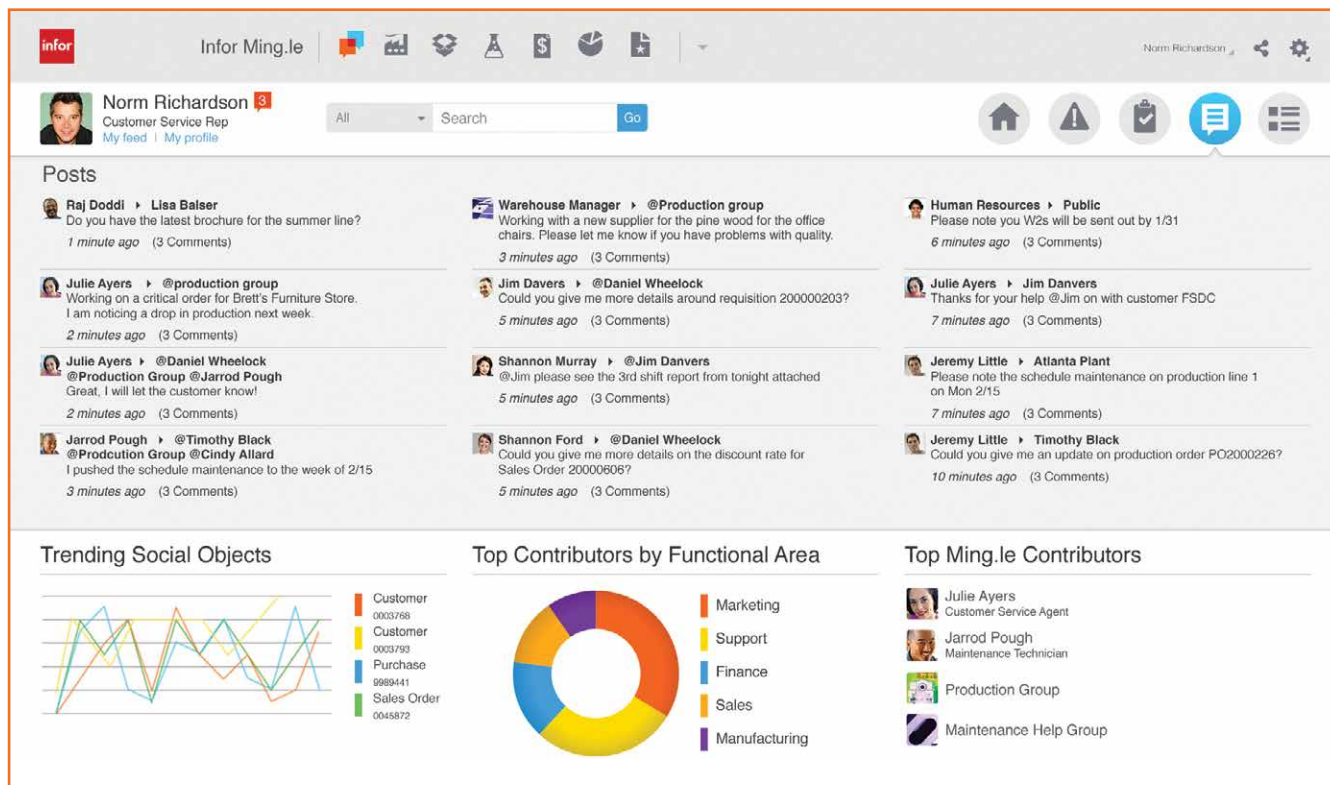 infor
Infor Ming.le
$
Norm Richardson
Norm Richardson 3
Customer Service Rep
My feed | My profile
All
Search
Go
Posts
Raj Doddi ‣ Lisa Balser
Do you have the latest brochure for the summer line?
1 minute ago (3 Comments)
Julie Ayers ‣ @production group
Working on a critical order for Brett's Furniture Store.
I am noticing a drop in production next week.
2 minutes ago (3 Comments)
Julie Ayers ‣ @Daniel Wheelock
@Production Group @Jarrod Pough
Great, I will let the customer know!
2 minutes ago (3 Comments)
Jarrod Pough ‣ @Timothy Black
@Prodcution Group @Cindy Allard
I pushed the schedule maintenance to the week of 2/15
3 minutes ago (3 Comments)
Warehouse Manager ‣ @Production group
Working with a new supplier for the pine wood for the office
chairs. Please let me know if you have problems with quality.
3 minutes ago (3 Comments)
Jim Davers ‣ @Daniel Wheelock
Could you give me more details around requisition 200000203?
5 minutes ago (3 Comments)
Shannon Murray ‣ @Jim Danvers
@Jim please see the 3rd shift report from tonight attached
5 minutes ago (3 Comments)
Shannon Ford ‣ @Daniel Wheelock
Could you give me more details on the discount rate for
Sales Order 20000606?
5 minutes ago (3 Comments)
Human Resources ‣ Public
Please note you W2s will be sent out by 1/31
6 minutes ago (3 Comments)
Julie Ayers ‣ Jim Danvers
Thanks for your help @Jim on with customer FSDC
7 minutes ago (3 Comments)
Jeremy Little ‣ Atlanta Plant
Please note the schedule maintenance on production line 1
on Mon 2/15
7 minutes ago (3 Comments)
Jeremy Little ‣ Timothy Black
Could you give me an update on production order PO2000226?
10 minutes ago (3 Comments)
Trending Social Objects
Customer
0003768
Customer
0003793
Purchase
9989441
Sales Order
0045872
Top Contributors by Functional Area
Marketing
Support
Finance
Sales
Manufacturing
Top Ming.le Contributors
Julie Ayers
Customer Service Agent
Jarrod Pough
Maintenance Technician
Production Group
Maintenance Help Group